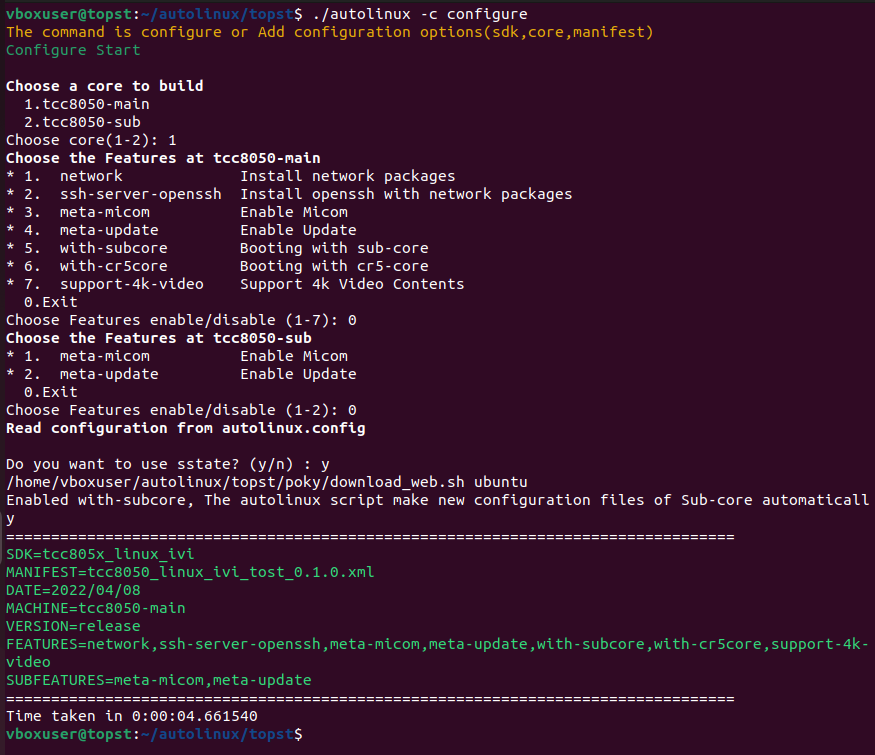 vboxuser@topst:~/autolinux/topst$ ./autolinux -c configure
The command is configure or Add configuration options(sdk,core,manifest)
Configure Start
Choose a core to build
1.tcc8050-main
2.tcc8050-sub
Choose core(1-2): 1
Choose the Features at tcc8050-main
* 1. network Install network packages
* 2. ssh-server-openssh Install openssh with network packages
* 3. meta-micom Enable Micom
* 4. meta-update Enable Update
* 5. with-subcore Booting with sub-core
* 6. with-cr5core Booting with cr5-core
* 7. support-4k-video Support 4k Video Contents
0.Exit
Choose Features enable/disable (1-7): 0
Choose the Features at tcc8050-sub
* 1. meta-micom Enable Micom
* 2. meta-update Enable Update
0.Exit
Choose Features enable/disable (1-2): 0
Read configuration from autolinux.config
Do you want to use sstate? (y/n) : y
/home/vboxuser/autolinux/topst/poky/download_web.sh ubuntu
Enabled with-subcore, The autolinux script make new configuration files of Sub-core automaticall
y
=================================================================================
SDK=tcc805x_linux_ivi
MANIFEST=tcc8050_linux_ivi_tost_0.1.0.xml
DATE=2022/04/08
MACHINE=tcc8050-main
VERSION=release
FEATURES=network,ssh-server-openssh,meta-micom,meta-update,with-subcore,with-cr5core,support-4k-
video
SUBFEATURES=meta-micom,meta-update
=================================================================================
Time taken in 0:00:04.661540
vboxuser@topst:~/autolinux/topst$